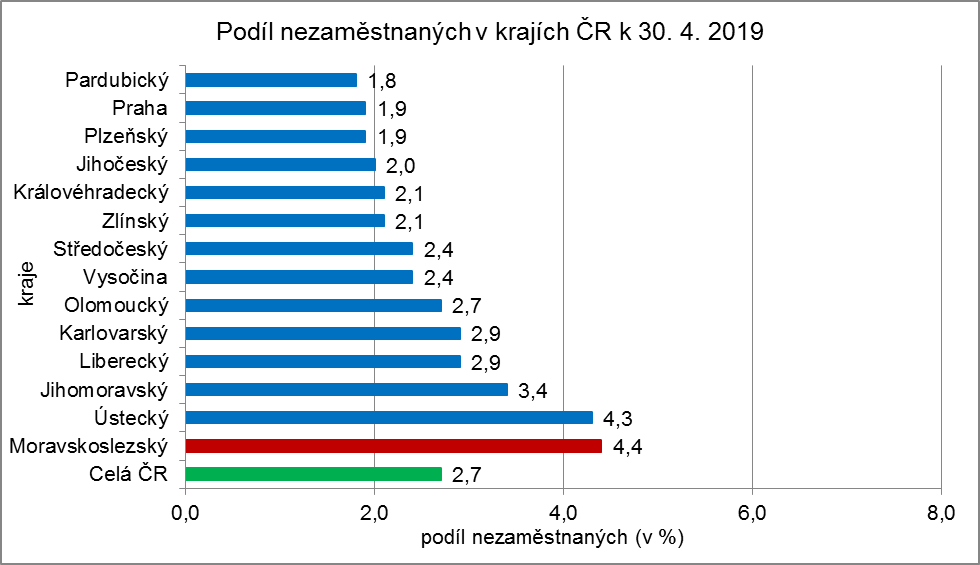 Podíl nezaměstnaných v krajích ČR k 30. 4. 2019
Pardubický 1,8
Praha 1,9
Plzeňský 1,9
Jihočeský 2,0
Královéhradecký 2,1
Zlínský 2,1
Středočeský 2,4
Vysočina 2,4
Olomoucký 2,7
Karlovarský 2,9
Liberecký 2,9
Jihomoravský 3,4
Ústecký 4,3
Moravskoslezský 4,4
Celá ČR 2,7
kraje
0,0 2,0 4,0 6,0 8,0
podíl nezaměstnaných (v %)